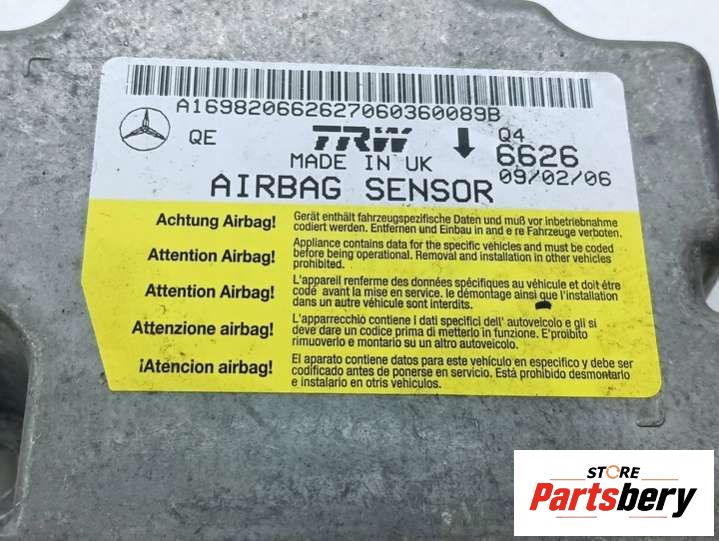 A169820662627060360089B
QE TRW Q4
MADE IN UK 6626
AIRBAG SENSOR 09/02/06
Achtung Airbag! Gerät enthält fahrzeugspezifische Daten und muß vor inbetriebnahme
codiert werden. Entfernen und Einbau in and e re Fahrzeuge verboten.
Attention Airbag! Appliance contains data for the specific vehicles and must be coded
before being operational. Removal and installation in other vehicles
prohibited.
Attention Airbag! L'appareil renferme des données spécifiques au véhicule et doit être
codé avant la mise en service. le démontage ainsi que l'installation
dans un autre véhicule sont interdits.
Attenzione airbag! L'apparrecchio contiene i dati specifici dell' autoveicolo e gli si
deve dare un codice prima di metterlo in funzione. E'proibito
rimuoverlo e montarlo su un altro autoveicolo.
¡Atencion airbag! El aparato contiene datos para este vehículo en especifico y debe ser
codificado antes de ponerse en servicio. Está prohibido desmontarlo
e instalarlo en otris vehículos.
STORE
Partsbery